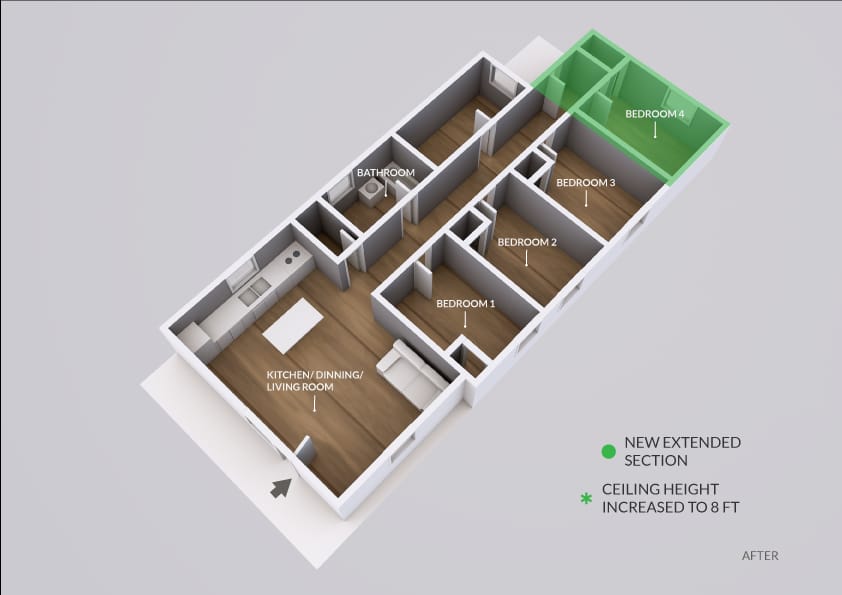 BEDROOM 4
BATHROOM
BEDROOM 3
BEDROOM 2
BEDROOM 1
KITCHEN/ DINNING/
LIVING ROOM
NEW EXTENDED
SECTION
CEILING HEIGHT
INCREASED TO 8 FT
AFTER